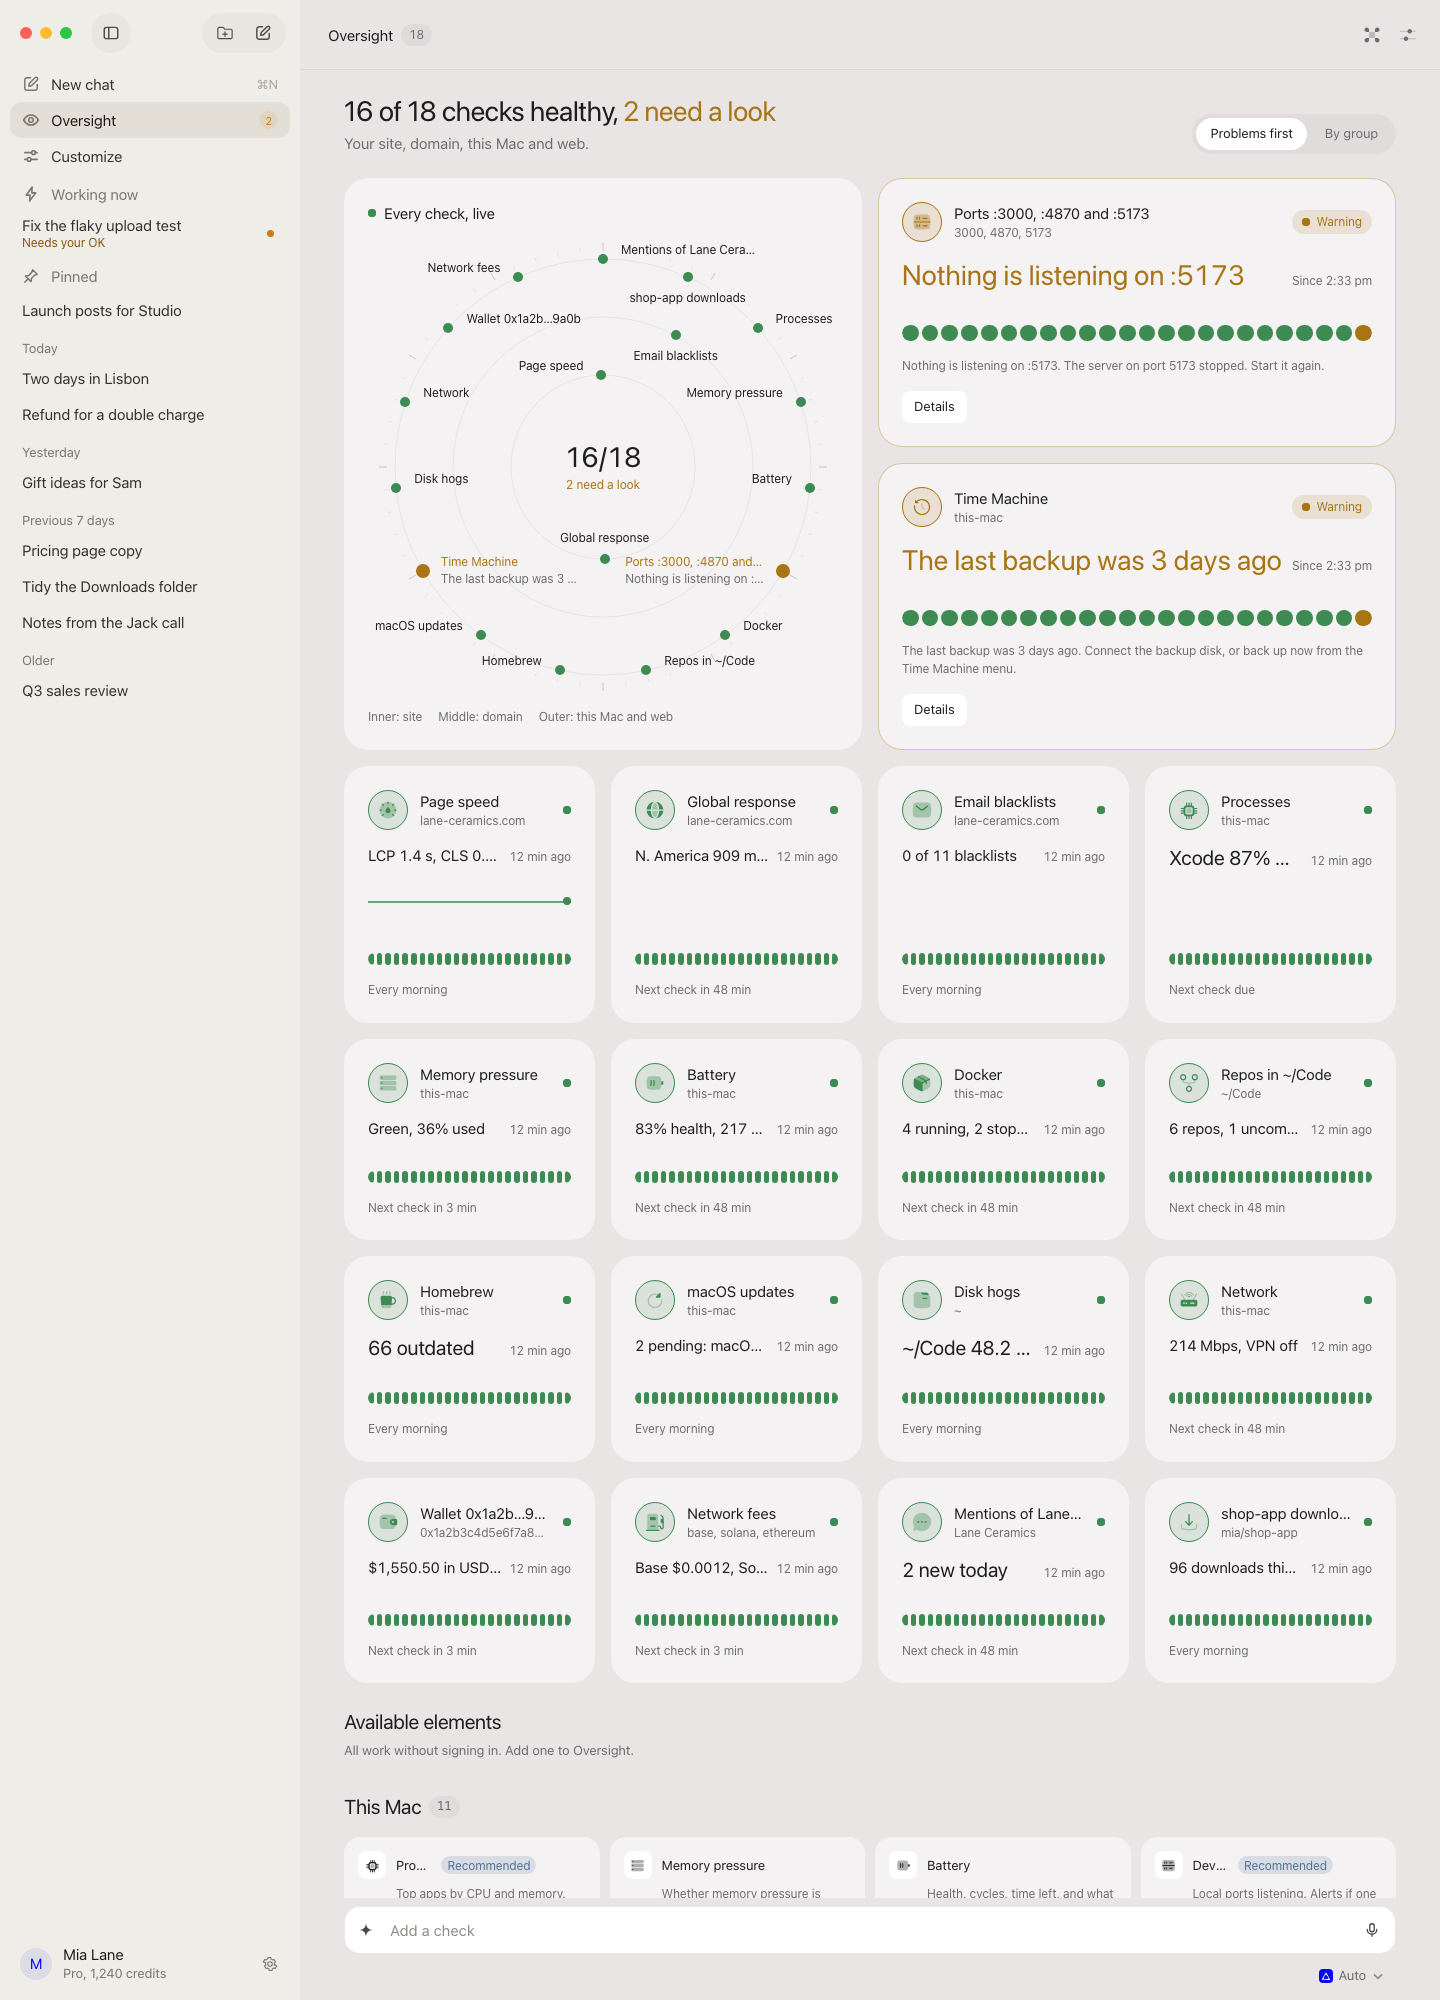 New chat
⌘N
Oversight
2
Customize
Working now
Fix the flaky upload test
Needs your OK
Pinned
Launch posts for Studio
Today
Two days in Lisbon
Refund for a double charge
Yesterday
Gift ideas for Sam
Previous 7 days
Pricing page copy
Tidy the Downloads folder
Notes from the Jack call
Older
Q3 sales review
M
Mia Lane
Pro, 1,240 credits
Oversight 18
16 of 18 checks healthy, 2 need a look
Your site, domain, this Mac and web.
Problems first
By group
Every check, live
Mentions of Lane Cera...
Network fees
shop-app downloads
Wallet 0x1a2b...9a0b
Processes
Email blacklists
Page speed
Network
Memory pressure
16/18
2 need a look
Disk hogs
Battery
Global response
Time Machine
The last backup was 3 ...
Ports :3000, :4870 and...
Nothing is listening on :...
macOS updates
Docker
Homebrew
Repos in ~/Code
Inner: site
Middle: domain
Outer: this Mac and web
Ports :3000, :4870 and :5173
3000, 4870, 5173
Warning
Nothing is listening on :5173
Since 2:33 pm
Nothing is listening on :5173. The server on port 5173 stopped. Start it again.
Details
Time Machine
this-mac
Warning
The last backup was 3 days ago
Since 2:33 pm
The last backup was 3 days ago. Connect the backup disk, or back up now from the
Time Machine menu.
Details
Page speed
lane-ceramics.com
LCP 1.4 s, CLS 0....
12 min ago
Every morning
Global response
lane-ceramics.com
N. America 909 m...
12 min ago
Next check in 48 min
Email blacklists
lane-ceramics.com
0 of 11 blacklists
12 min ago
Every morning
Processes
this-mac
Xcode 87% ...
12 min ago
Next check due
Memory pressure
this-mac
Green, 36% used
12 min ago
Next check in 3 min
Battery
this-mac
83% health, 217 ...
12 min ago
Next check in 48 min
Docker
this-mac
4 running, 2 stop...
12 min ago
Next check in 48 min
Repos in ~/Code
~/Code
6 repos, 1 uncom...
12 min ago
Next check in 48 min
Homebrew
this-mac
66 outdated
12 min ago
Every morning
macOS updates
this-mac
2 pending: macO...
12 min ago
Every morning
Disk hogs
~
~/Code 48.2 ...
12 min ago
Every morning
Network
this-mac
214 Mbps, VPN off
12 min ago
Next check in 48 min
Wallet 0x1a2b...9...
0x1a2b3c4d5e6f7a8...
$1,550.50 in USD...
12 min ago
Next check in 3 min
Network fees
base, solana, ethereum
Base $0.0012, So...
12 min ago
Next check in 3 min
Mentions of Lane...
Lane Ceramics
2 new today
12 min ago
Next check in 48 min
shop-app downlo...
mia/shop-app
96 downloads thi...
12 min ago
Every morning
Available elements
All work without signing in. Add one to Oversight.
This Mac 11
Pro...
Recommended
Top apps by CPU and memory.
Memory pressure
Whether memory pressure is
Battery
Health, cycles, time left, and what
Dev...
Recommended
Local ports listening. Alerts if one
Add a check
Auto